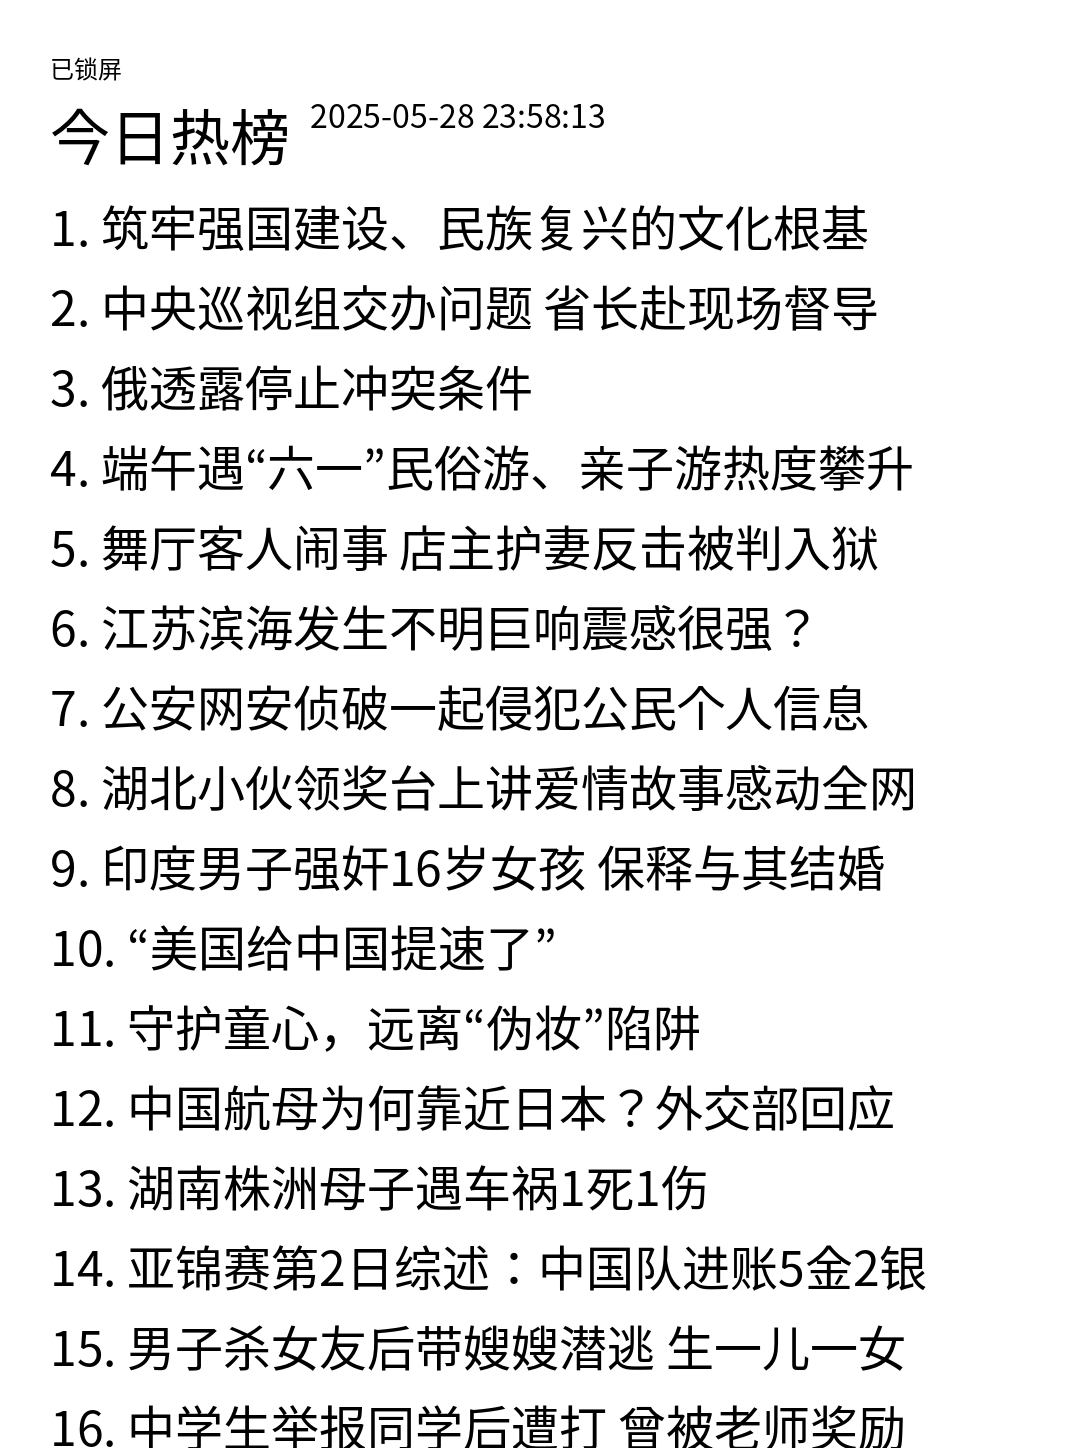 已锁屏
今日热榜 2025-05-28 23:58:13
1. 筑牢强国建设、民族复兴的文化根基
2. 中央巡视组交办问题 省长赴现场督导
3. 俄透露停止冲突条件
4. 端午遇“六一”民俗游、亲子游热度攀升
5. 舞厅客人闹事 店主护妻反击被判入狱
6. 江苏滨海发生不明巨响震感很强？
7. 公安网安侦破一起侵犯公民个人信息
8. 湖北小伙领奖台上讲爱情故事感动全网
9. 印度男子强奸16岁女孩 保释与其结婚
10. “美国给中国提速了”
11. 守护童心，远离“伪妆”陷阱
12. 中国航母为何靠近日本？外交部回应
13. 湖南株洲母子遇车祸1死1伤
14. 亚锦赛第2日综述：中国队进账5金2银
15. 男子杀女友后带嫂嫂潜逃 生一儿一女
16. 中学生举报同学后遭打 曾被老师奖励